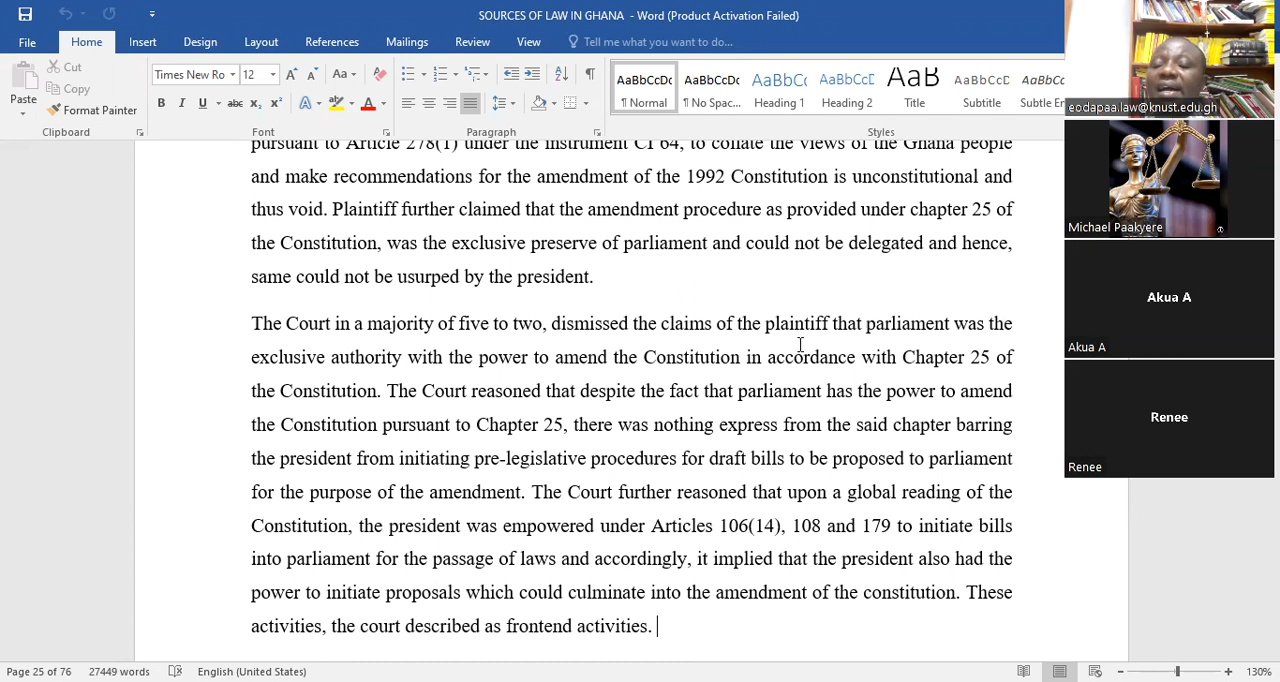 SOURCES OF LAW IN GHANA - Word (Product Activation Failed)
File Home Insert Design Layout References Mailings Review View Tell me what you want to do...
Paste
Cut
Copy
Format Painter
Clipboard
Times New Ro 12
Font
Paragraph
AaBbCcDc AaBbCcDc AaBbCc AaBbCcD AaB AaBbCcD
¶ Normal ¶ No Spac... Heading 1 Heading 2 Title Subtitle Subtle Em
Styles
pursuant to Article 278(1) under the instrument CI 64, to collate the views of the Ghana people
and make recommendations for the amendment of the 1992 Constitution is unconstitutional and
thus void. Plaintiff further claimed that the amendment procedure as provided under chapter 25 of
the Constitution, was the exclusive preserve of parliament and could not be delegated and hence,
same could not be usurped by the president.
The Court in a majority of five to two, dismissed the claims of the plaintiff that parliament was the
exclusive authority with the power to amend the Constitution in accordance with Chapter 25 of
the Constitution. The Court reasoned that despite the fact that parliament has the power to amend
the Constitution pursuant to Chapter 25, there was nothing express from the said chapter barring
the president from initiating pre-legislative procedures for draft bills to be proposed to parliament
for the purpose of the amendment. The Court further reasoned that upon a global reading of the
Constitution, the president was empowered under Articles 106(14), 108 and 179 to initiate bills
into parliament for the passage of laws and accordingly, it implied that the president also had the
power to initiate proposals which could culminate into the amendment of the constitution. These
activities, the court described as frontend activities.
eodapaa.law@knust.edu.gh
Michael Paakyere
Akua A
Akua A
Renee
Renee
Page 25 of 76 27449 words English (United States) 130%